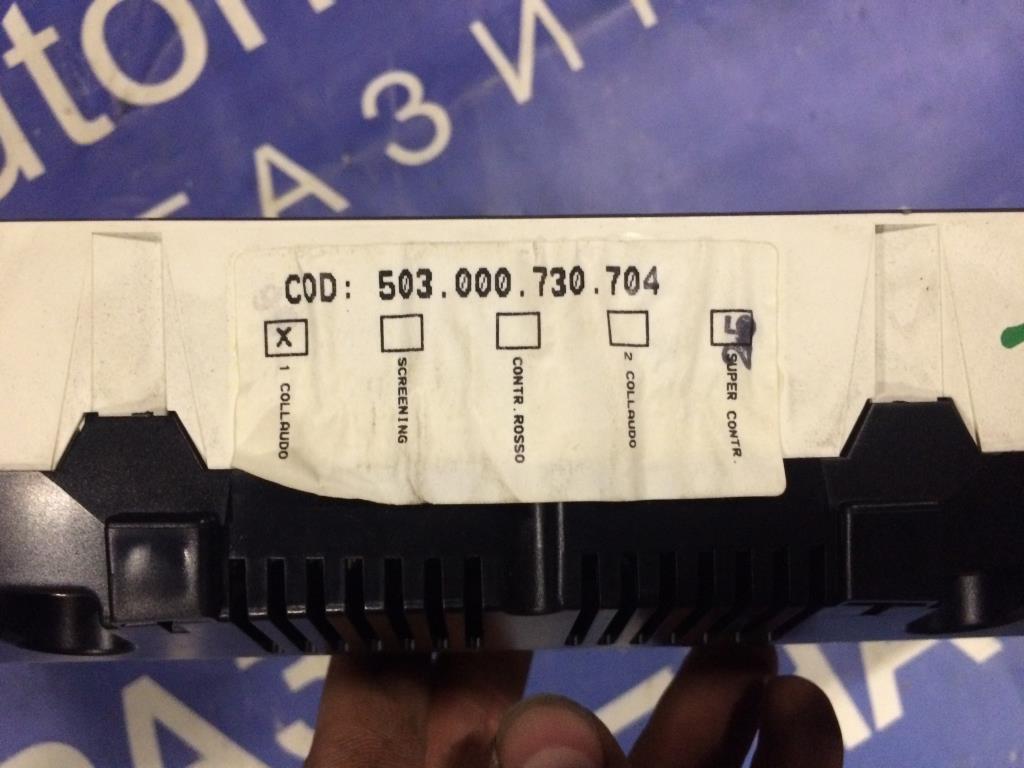 COD: 503.000.730.704
X
1 COLLAUDO
SCREENING
CONTR.ROSSO
2 COLLAUDO
SUPER CONTR.